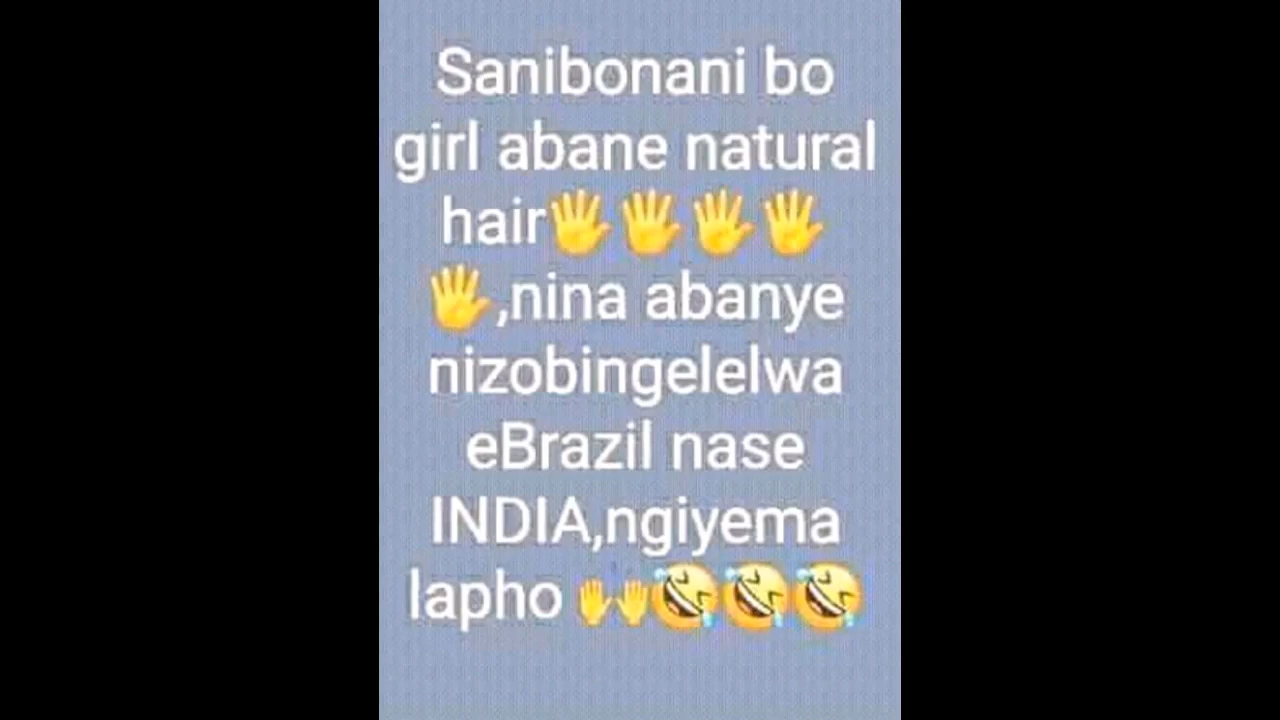 Sanibonani bo
girl abane natural
hair🖐🖐🖐🖐
🖐,nina abanye
nizobingelelwa
eBrazil nase
INDIA,ngiyema
lapho 🙌🤣🤣🤣